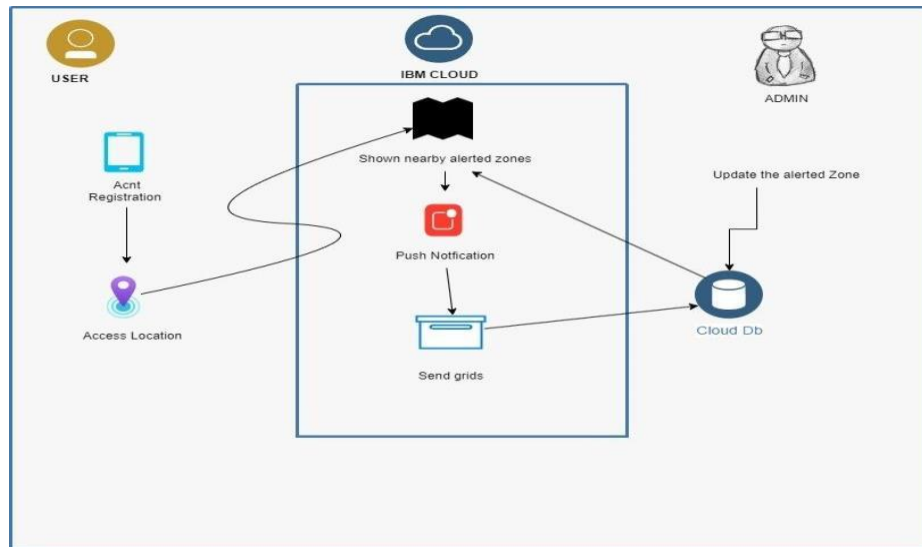 USER
IBM CLOUD
ADMIN
Acnt
Registration
Access Location
Shown nearby alerted zones
Push Notfication
Send grids
Update the alerted Zone
Cloud Db